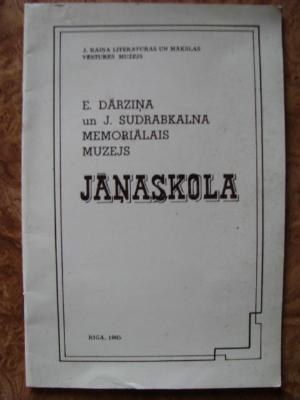 J. RAIŅA LITERATŪRAS UN MĀKSLAS
VĒSTURES MUZEJS
E. DĀRZIŅA
un J. SUDRABKALNA
MEMORIĀLAIS
MUZEJS
JĀŅASKOLA
RĪGA, 1985